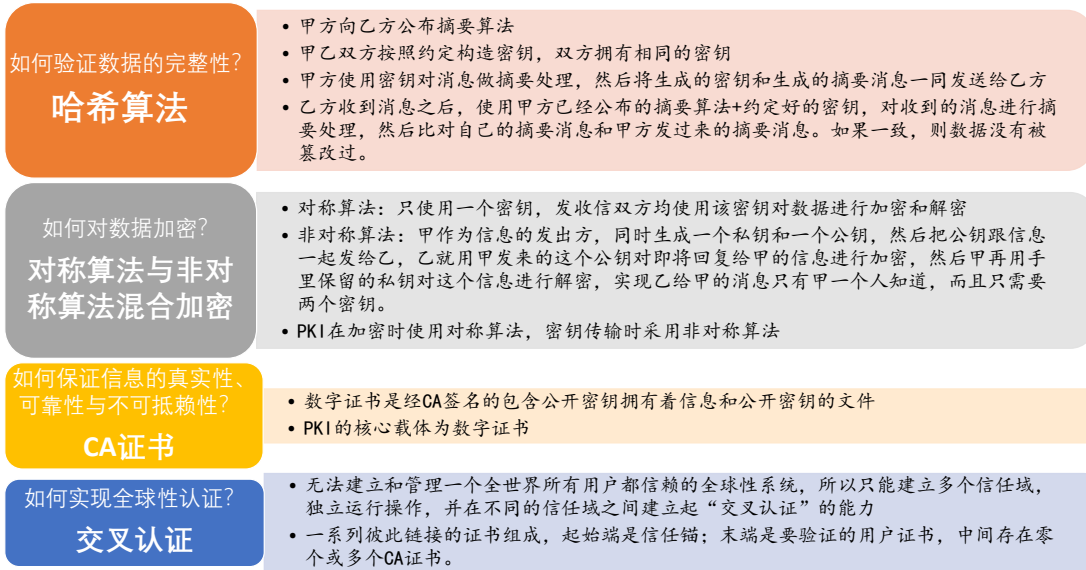 如何验证数据的完整性？
哈希算法
• 甲方向乙方公布摘要算法
• 甲乙双方按照约定构造密钥，双方拥有相同的密钥
• 甲方使用密钥对消息做摘要处理，然后将生成的密钥和生成的摘要消息一同发送给乙方
• 乙方收到消息之后，使用甲方已经公布的摘要算法+约定好的密钥，对收到的消息进行摘
要处理，然后比对自己的摘要消息和甲方发过来的摘要消息。如果一致，则数据没有被
篡改过。
如何对数据加密？
对称算法与非对
称算法混合加密
• 对称算法：只使用一个密钥，发收信双方均使用该密钥对数据进行加密和解密
• 非对称算法：甲作为信息的发出方，同时生成一个私钥和一个公钥，然后把公钥跟信息
一起发给乙，乙就用甲发来的这个公钥对即将回复给甲的信息进行加密，然后甲再用手
里保留的私钥对这个信息进行解密，实现乙给甲的消息只有甲一个人知道，而且只需要
两个密钥。
• PKI在加密时使用对称算法，密钥传输时采用非对称算法
如何保证信息的真实性、
可靠性与不可抵赖性？
CA证书
• 数字证书是经CA签名的包含公开密钥拥有着信息和公开密钥的文件
• PKI的核心载体为数字证书
如何实现全球性认证？
交叉认证
• 无法建立和管理一个全世界所有用户都信赖的全球性系统，所以只能建立多个信任域，
独立运行操作，并在不同的信任域之间建立起“交叉认证”的能力
• 一系列彼此链接的证书组成，起始端是信任锚；末端是要验证的用户证书，中间存在零
个或多个CA证书。